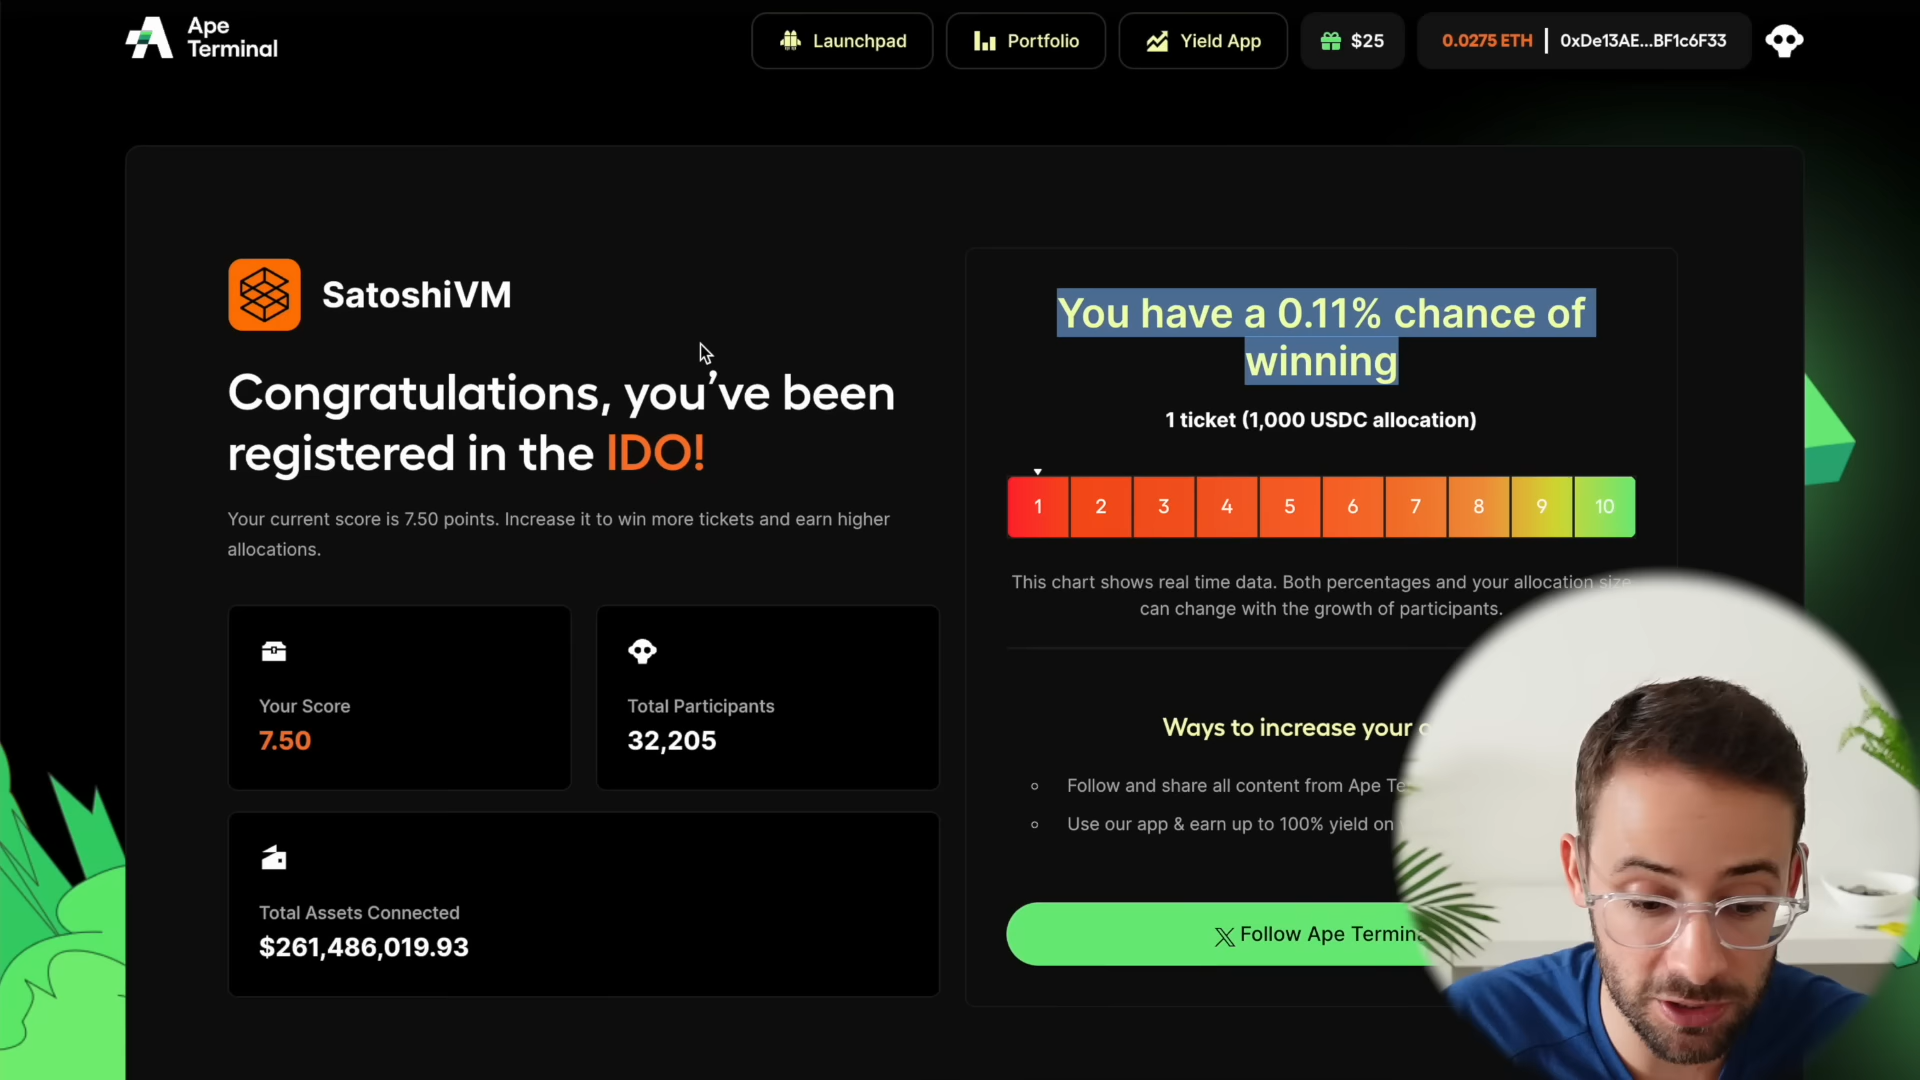 Ape
Terminal
Launchpad
Portfolio
Yield App
$25
0.0275 ETH
0xDe13AE...BF1c6F33
SatoshiVM
Congratulations, you’ve been
registered in the IDO!
Your current score is 7.50 points. Increase it to win more tickets and earn higher
allocations.
Your Score
7.50
Total Participants
32,205
Total Assets Connected
$261,486,019.93
You have a 0.11% chance of
winning
1 ticket (1,000 USDC allocation)
1 2 3 4 5 6 7 8 9 10
This chart shows real time data. Both percentages and your allocation size
can change with the growth of participants.
Ways to increase your
Follow and share all content from Ape
Use our app & earn up to 100% yield on
Follow Ape